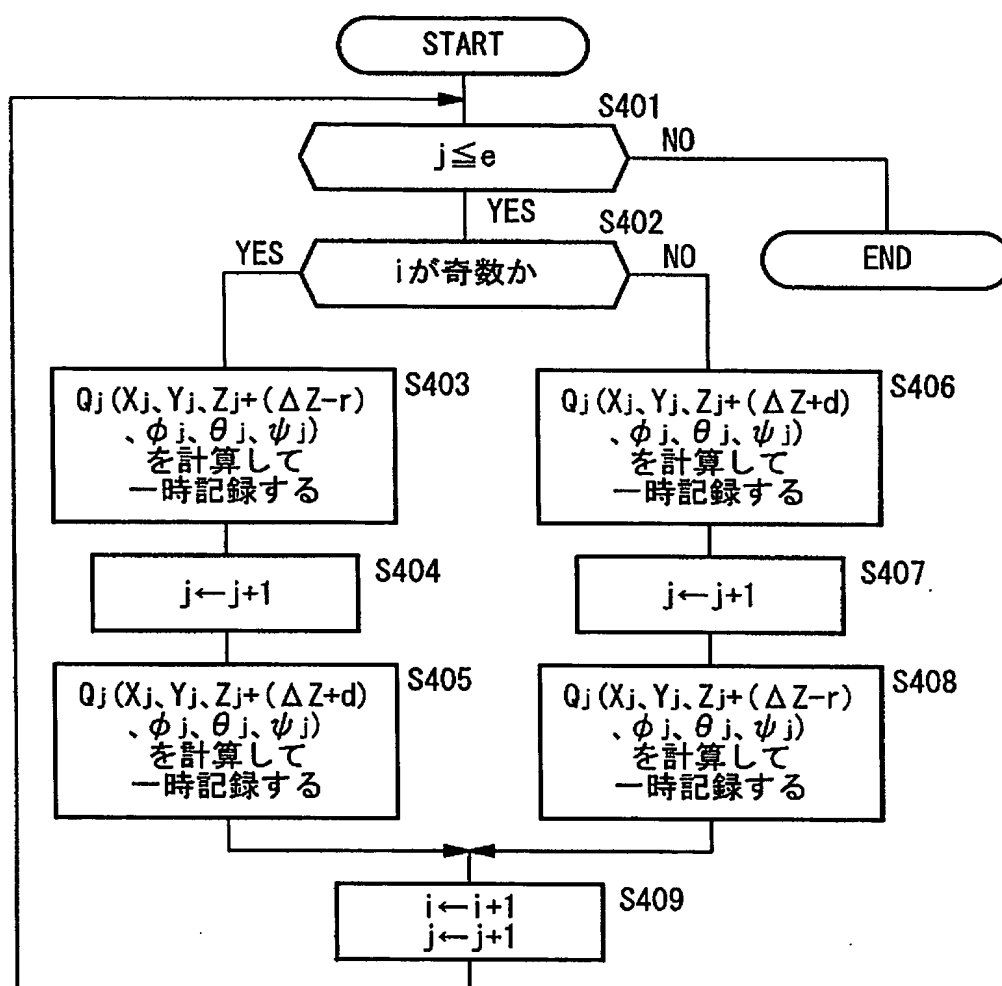 START
S401
j≦e
NO
YES
S402
YES
iが奇数か
NO
END
S403
Qj(Xj、Yj、Zj+(ΔZ-r)
、φj、θj、ψj)
を計算して
一時記録する
S404
j←j+1
S405
Qj(Xj、Yj、Zj+(ΔZ+d)
、φj、θj、ψj)
を計算して
一時記録する
S406
Qj(Xj、Yj、Zj+(ΔZ+d)
、φj、θj、ψj)
を計算して
一時記録する
S407
j←j+1
S408
Qj(Xj、Yj、Zj+(ΔZ-r)
、φj、θj、ψj)
を計算して
一時記録する
S409
i←i+1
j←j+1